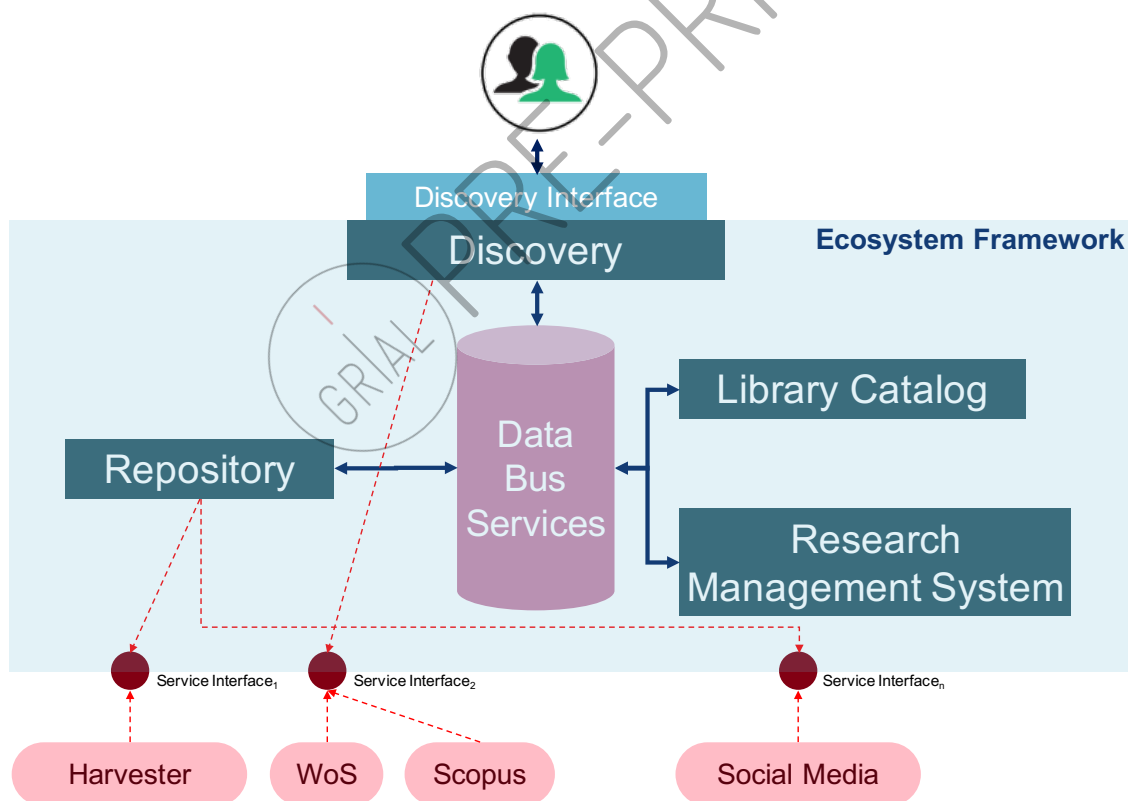 PRE-PRI
Discovery Interface
Discovery
Ecosystem Framework
GRIAL
Library Catalog
Data
Bus
Services
Repository
Research
Management System
Service Interface₁
Service Interface₂
Service Interfaceₙ
Harvester
WoS
Scopus
Social Media